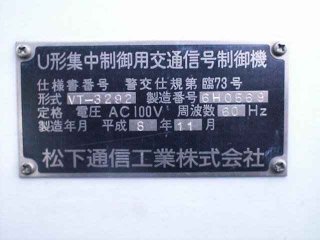 U形集中制御用交通信号制御機
仕様書番号 警交仕規第臨73号
形式 VT-3292 製造番号 6H0569
定格 電圧 AC100V 周波数 60Hz
製造年月 平成 8年 11月
松下通信工業株式会社